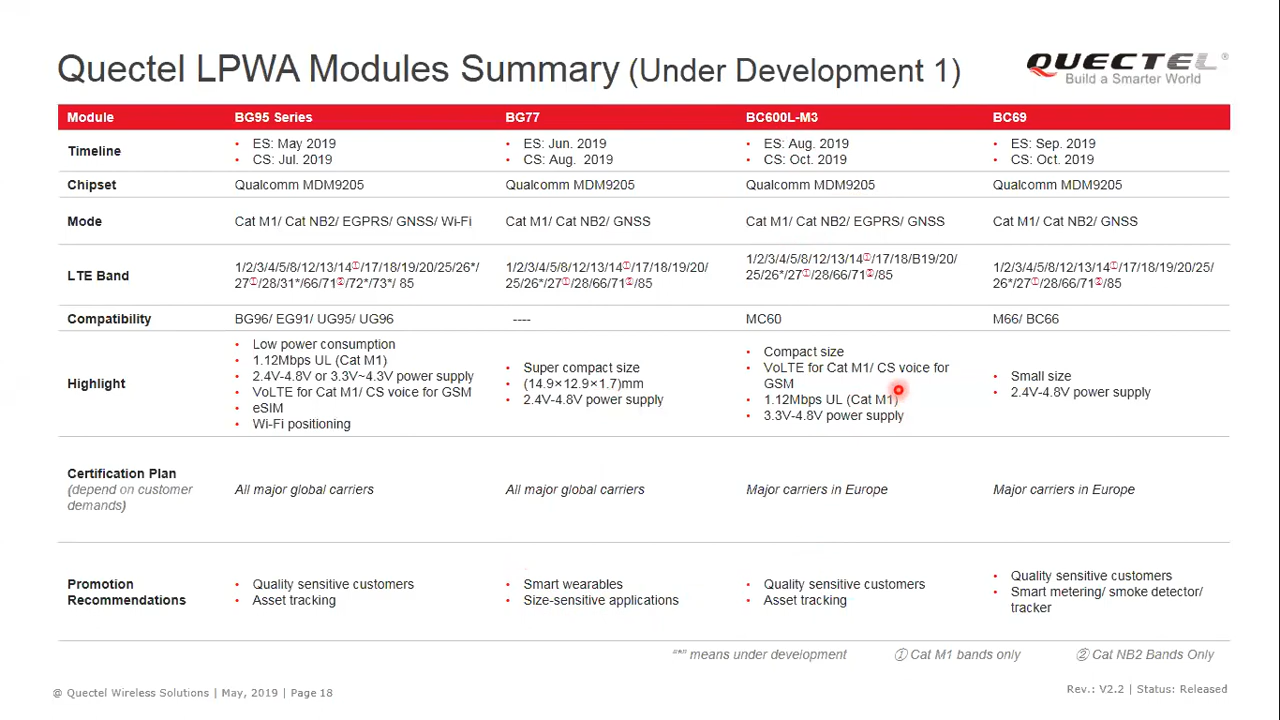 Quectel LPWA Modules Summary (Under Development 1)
QUECTEL®
Build a Smarter World
Module BG95 Series BG77 BC600L-M3 BC69
Timeline
• ES: May 2019
• CS: Jul. 2019
• ES: Jun. 2019
• CS: Aug. 2019
• ES: Aug. 2019
• CS: Oct. 2019
• ES: Sep. 2019
• CS: Oct. 2019
Chipset Qualcomm MDM9205 Qualcomm MDM9205 Qualcomm MDM9205 Qualcomm MDM9205
Mode Cat M1/ Cat NB2/ EGPRS/ GNSS/ Wi-Fi Cat M1/ Cat NB2/ GNSS Cat M1/ Cat NB2/ EGPRS/ GNSS Cat M1/ Cat NB2/ GNSS
LTE Band
1/2/3/4/5/8/12/13/14①/17/18/19/20/25/26*/
27①/28/31*/66/71②/72*/73*/ 85
1/2/3/4/5/8/12/13/14①/17/18/19/20/
25/26*/27①/28/66/71②/85
1/2/3/4/5/8/12/13/14①/17/18/B19/20/
25/26*/27①/28/66/71②/85
1/2/3/4/5/8/12/13/14①/17/18/19/20/25/
26*/27①/28/66/71②/85
Compatibility BG96/ EG91/ UG95/ UG96 ---- MC60 M66/ BC66
Highlight
• Low power consumption
• 1.12Mbps UL (Cat M1)
• 2.4V-4.8V or 3.3V~4.3V power supply
• VoLTE for Cat M1/ CS voice for GSM
• eSIM
• Wi-Fi positioning
• Super compact size
• (14.9×12.9×1.7)mm
• 2.4V-4.8V power supply
• Compact size
• VoLTE for Cat M1/ CS voice for
GSM
• 1.12Mbps UL (Cat M1)
• 3.3V-4.8V power supply
• Small size
• 2.4V-4.8V power supply
Certification Plan
(depend on customer
demands)
All major global carriers All major global carriers Major carriers in Europe Major carriers in Europe
Promotion
Recommendations
• Quality sensitive customers
• Asset tracking
• Smart wearables
• Size-sensitive applications
• Quality sensitive customers
• Asset tracking
• Quality sensitive customers
• Smart metering/ smoke detector/
tracker
"*" means under development ① Cat M1 bands only ② Cat NB2 Bands Only
@ Quectel Wireless Solutions | May, 2019 | Page 18
Rev.: V2.2 | Status: Released